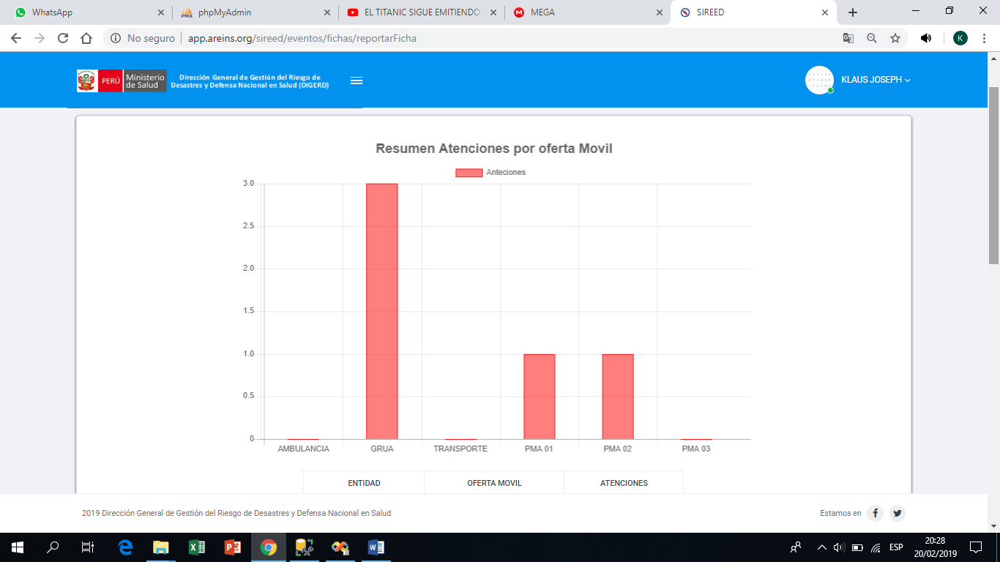 WhatsApp
phpMyAdmin
EL TITANIC SIGUE EMITIENDO
MEGA
SIREED
No seguro
app.areins.org/sireed/eventos/fichas/reportarFicha
K
PERÚ
Ministerio
de Salud
Dirección General de Gestión del Riesgo de
Desastres y Defensa Nacional en Salud (DIGERD)
KLAUS JOSEPH
Resumen Atenciones por oferta Movil
Anteciones
3.0
2.5
2.0
1.5
1.0
0.5
0
AMBULANCIA GRUA TRANSPORTE PMA 01 PMA 02 PMA 03
ENTIDAD OFERTA MOVIL ATENCIONES
2019 Dirección General de Gestión del Riesgo de Desastres y Defensa Nacional en Salud
Estamos en
ESP
20:28
20/02/2019